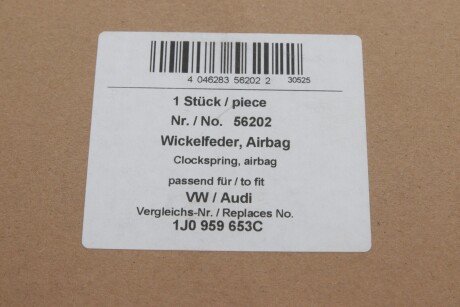 4 046283 56202 2 30525
1 Stück / piece
Nr. / No. 56202
Wickelfeder, Airbag
Clockspring, airbag
passend für / to fit
VW / Audi
Vergleichs-Nr. / Replaces No.
1J0 959 653C